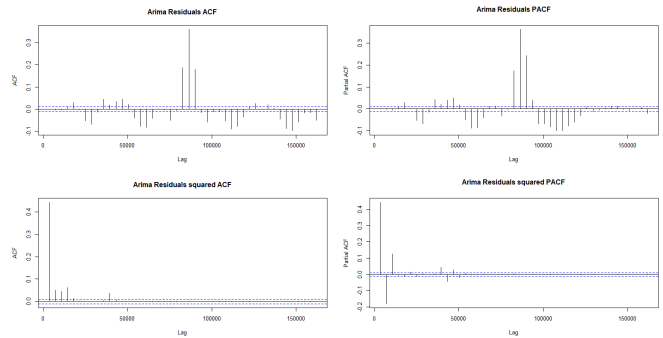 Arima Residuals ACF
ACF
-0.1 0.0 0.1 0.2 0.3
0 50000 100000 150000
Lag
Arima Residuals PACF
Partial ACF
-0.1 0.0 0.1 0.2 0.3
0 50000 100000 150000
Lag
Arima Residuals squared ACF
ACF
0.0 0.1 0.2 0.3 0.4
0 50000 100000 150000
Lag
Arima Residuals squared PACF
Partial ACF
-0.2 -0.1 0.0 0.1 0.2 0.3 0.4
0 50000 100000 150000
Lag